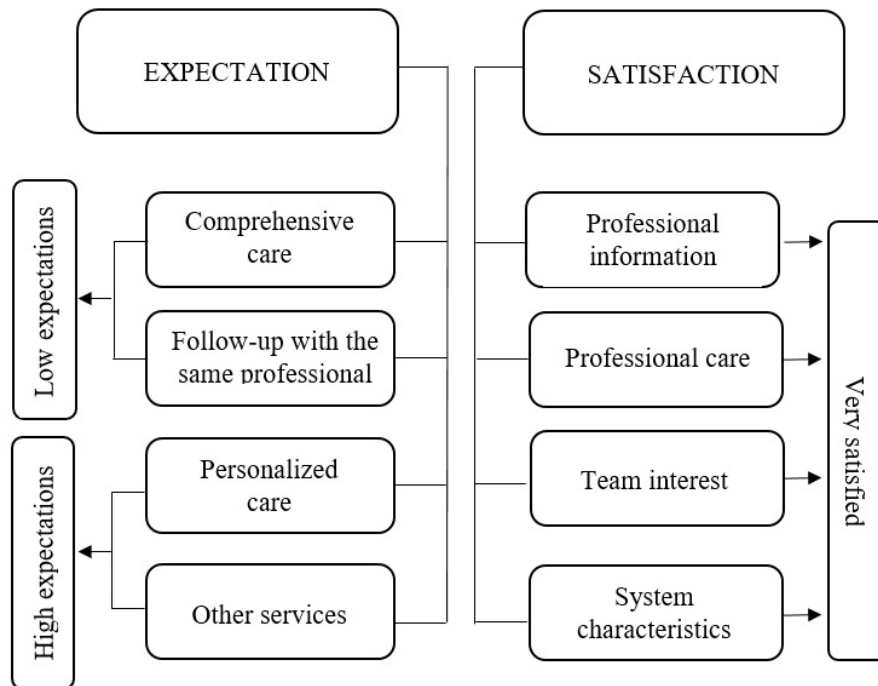 EXPECTATION
SATISFACTION
Low expectations
Comprehensive
care
Follow-up with the
same professional
High expectations
Personalized
care
Other services
Professional
information
Professional care
Team interest
System
characteristics
Very satisfied